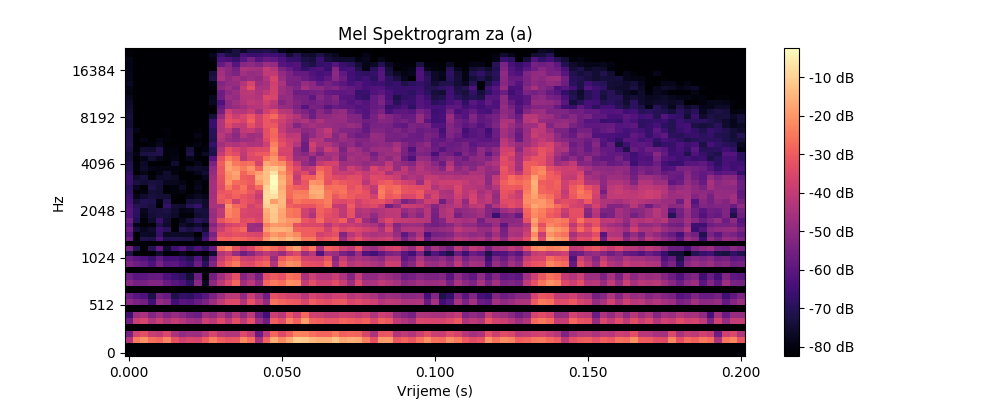 Mel Spektrogram za (a)
16384
8192
4096
2048
1024
512
0
Hz
0.000 0.050 0.100 0.150 0.200
Vrijeme (s)
-10 dB
-20 dB
-30 dB
-40 dB
-50 dB
-60 dB
-70 dB
-80 dB